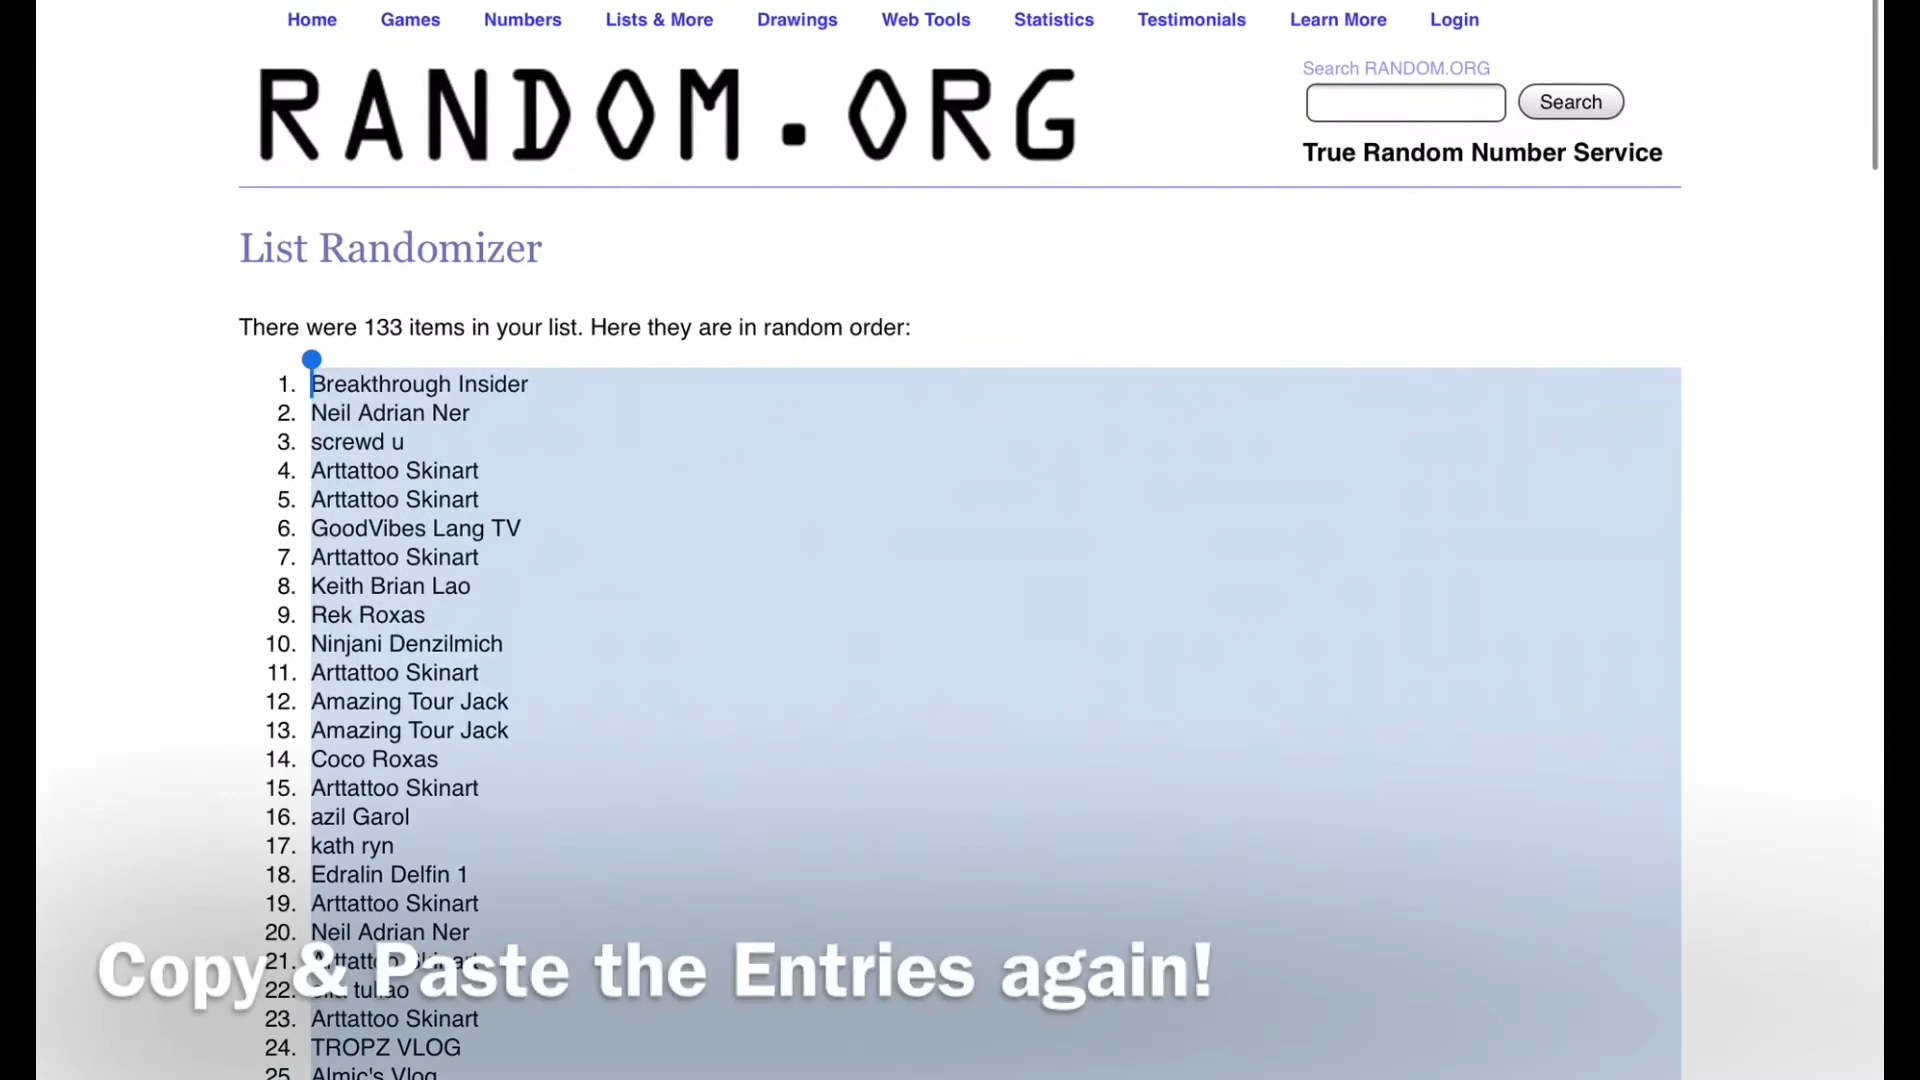 Home Games Numbers Lists & More Drawings Web Tools Statistics Testimonials Learn More Login
RANDOM.ORG
Search RANDOM.ORG
Search
True Random Number Service
List Randomizer
There were 133 items in your list. Here they are in random order:
1. Breakthrough Insider
2. Neil Adrian Ner
3. screwd u
4. Arttattoo Skinart
5. Arttattoo Skinart
6. GoodVibes Lang TV
7. Arttattoo Skinart
8. Keith Brian Lao
9. Rek Roxas
10. Ninjani Denzilmich
11. Arttattoo Skinart
12. Amazing Tour Jack
13. Amazing Tour Jack
14. Coco Roxas
15. Arttattoo Skinart
16. azil Garol
17. kath ryn
18. Edralin Delfin 1
19. Arttattoo Skinart
20. Neil Adrian Ner
21. Arttattoo Skinart
Copy & Paste the Entries again!
22.
23. Arttattoo Skinart
24. TROPZ VLOG
25. Almic's Vlog